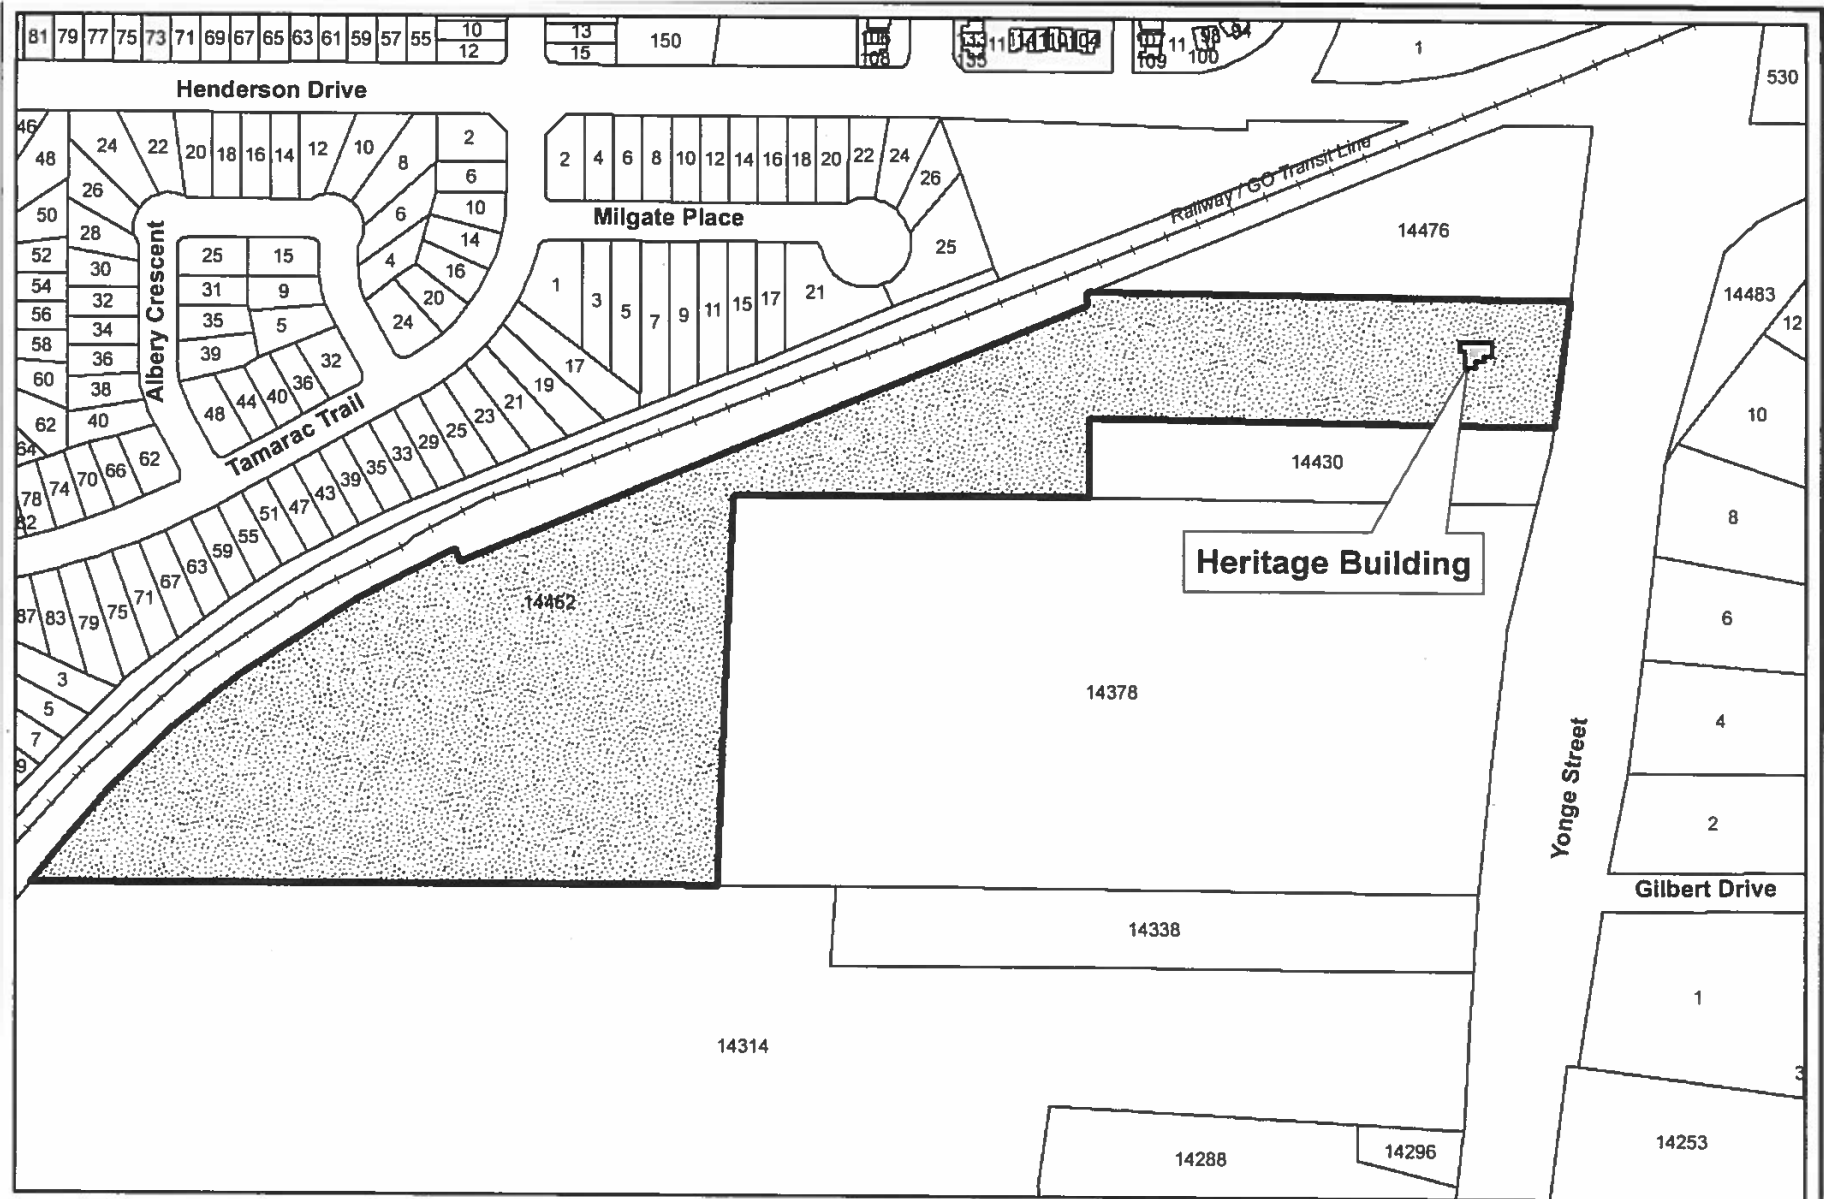 81 79 77 75 73 71 69 67 65 63 61 59 57 55 10 13 150 1
12 15 108 135 11 109 11 100 98 94 530
Henderson Drive
46 48 24 22 20 18 16 14 12 10 8 2
26 6
50 28 6 10
52 30 4 14
54 32 24 20 16
56 34
58 36
60 38
62 40
64
Albery Crescent
25 15
31 9
35 5
39
48 44 40 36 32
2 4 6 8 10 12 14 16 18 20 22 24 26
Milgate Place
25
1 3 5 7 9 11 15 17 21
Railway / GO Transit Line
14476
14483
12
10
Tamarac Trail
78 74 70 66 62
82
87 83 79 75 71 67 63 59 55 51 47 43 39 35 33 29 25 23 21 19 17
3
5
7
9
14430
8
Heritage Building
14462
6
14378
4
Yonge Street
2
Gilbert Drive
14338
1
14314
3
14288
14296
14253